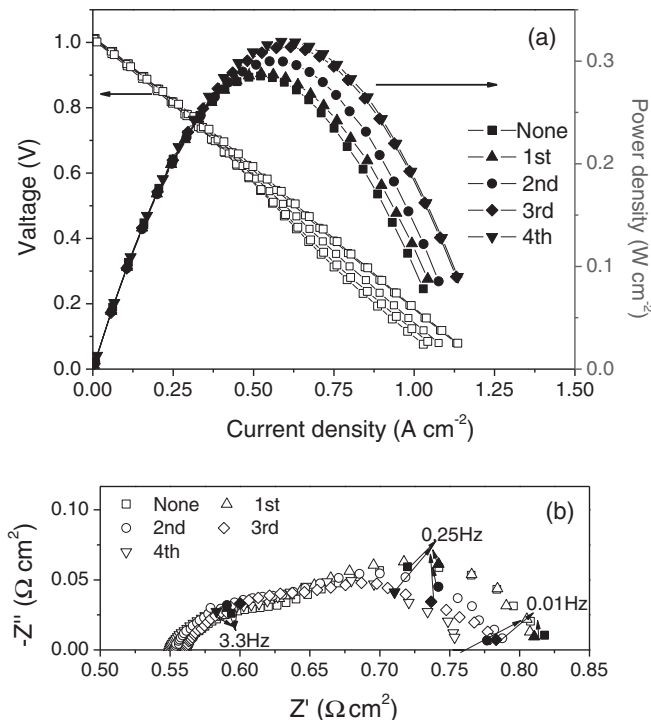 (a)
1.0
0.8
0.6
0.4
0.2
0.0
Valtage (V)
0.3
0.2
0.1
0.0
Power density (W cm⁻²)
None
1st
2nd
3rd
4th
0.00 0.25 0.50 0.75 1.00 1.25 1.50
Current density (A cm⁻²)
(b)
None 1st
2nd 3rd
4th
0.10
0.05
0.00
-Z'' (Ω cm²)
0.25Hz
0.01Hz
3.3Hz
0.50 0.55 0.60 0.65 0.70 0.75 0.80 0.85
Z' (Ω cm²)